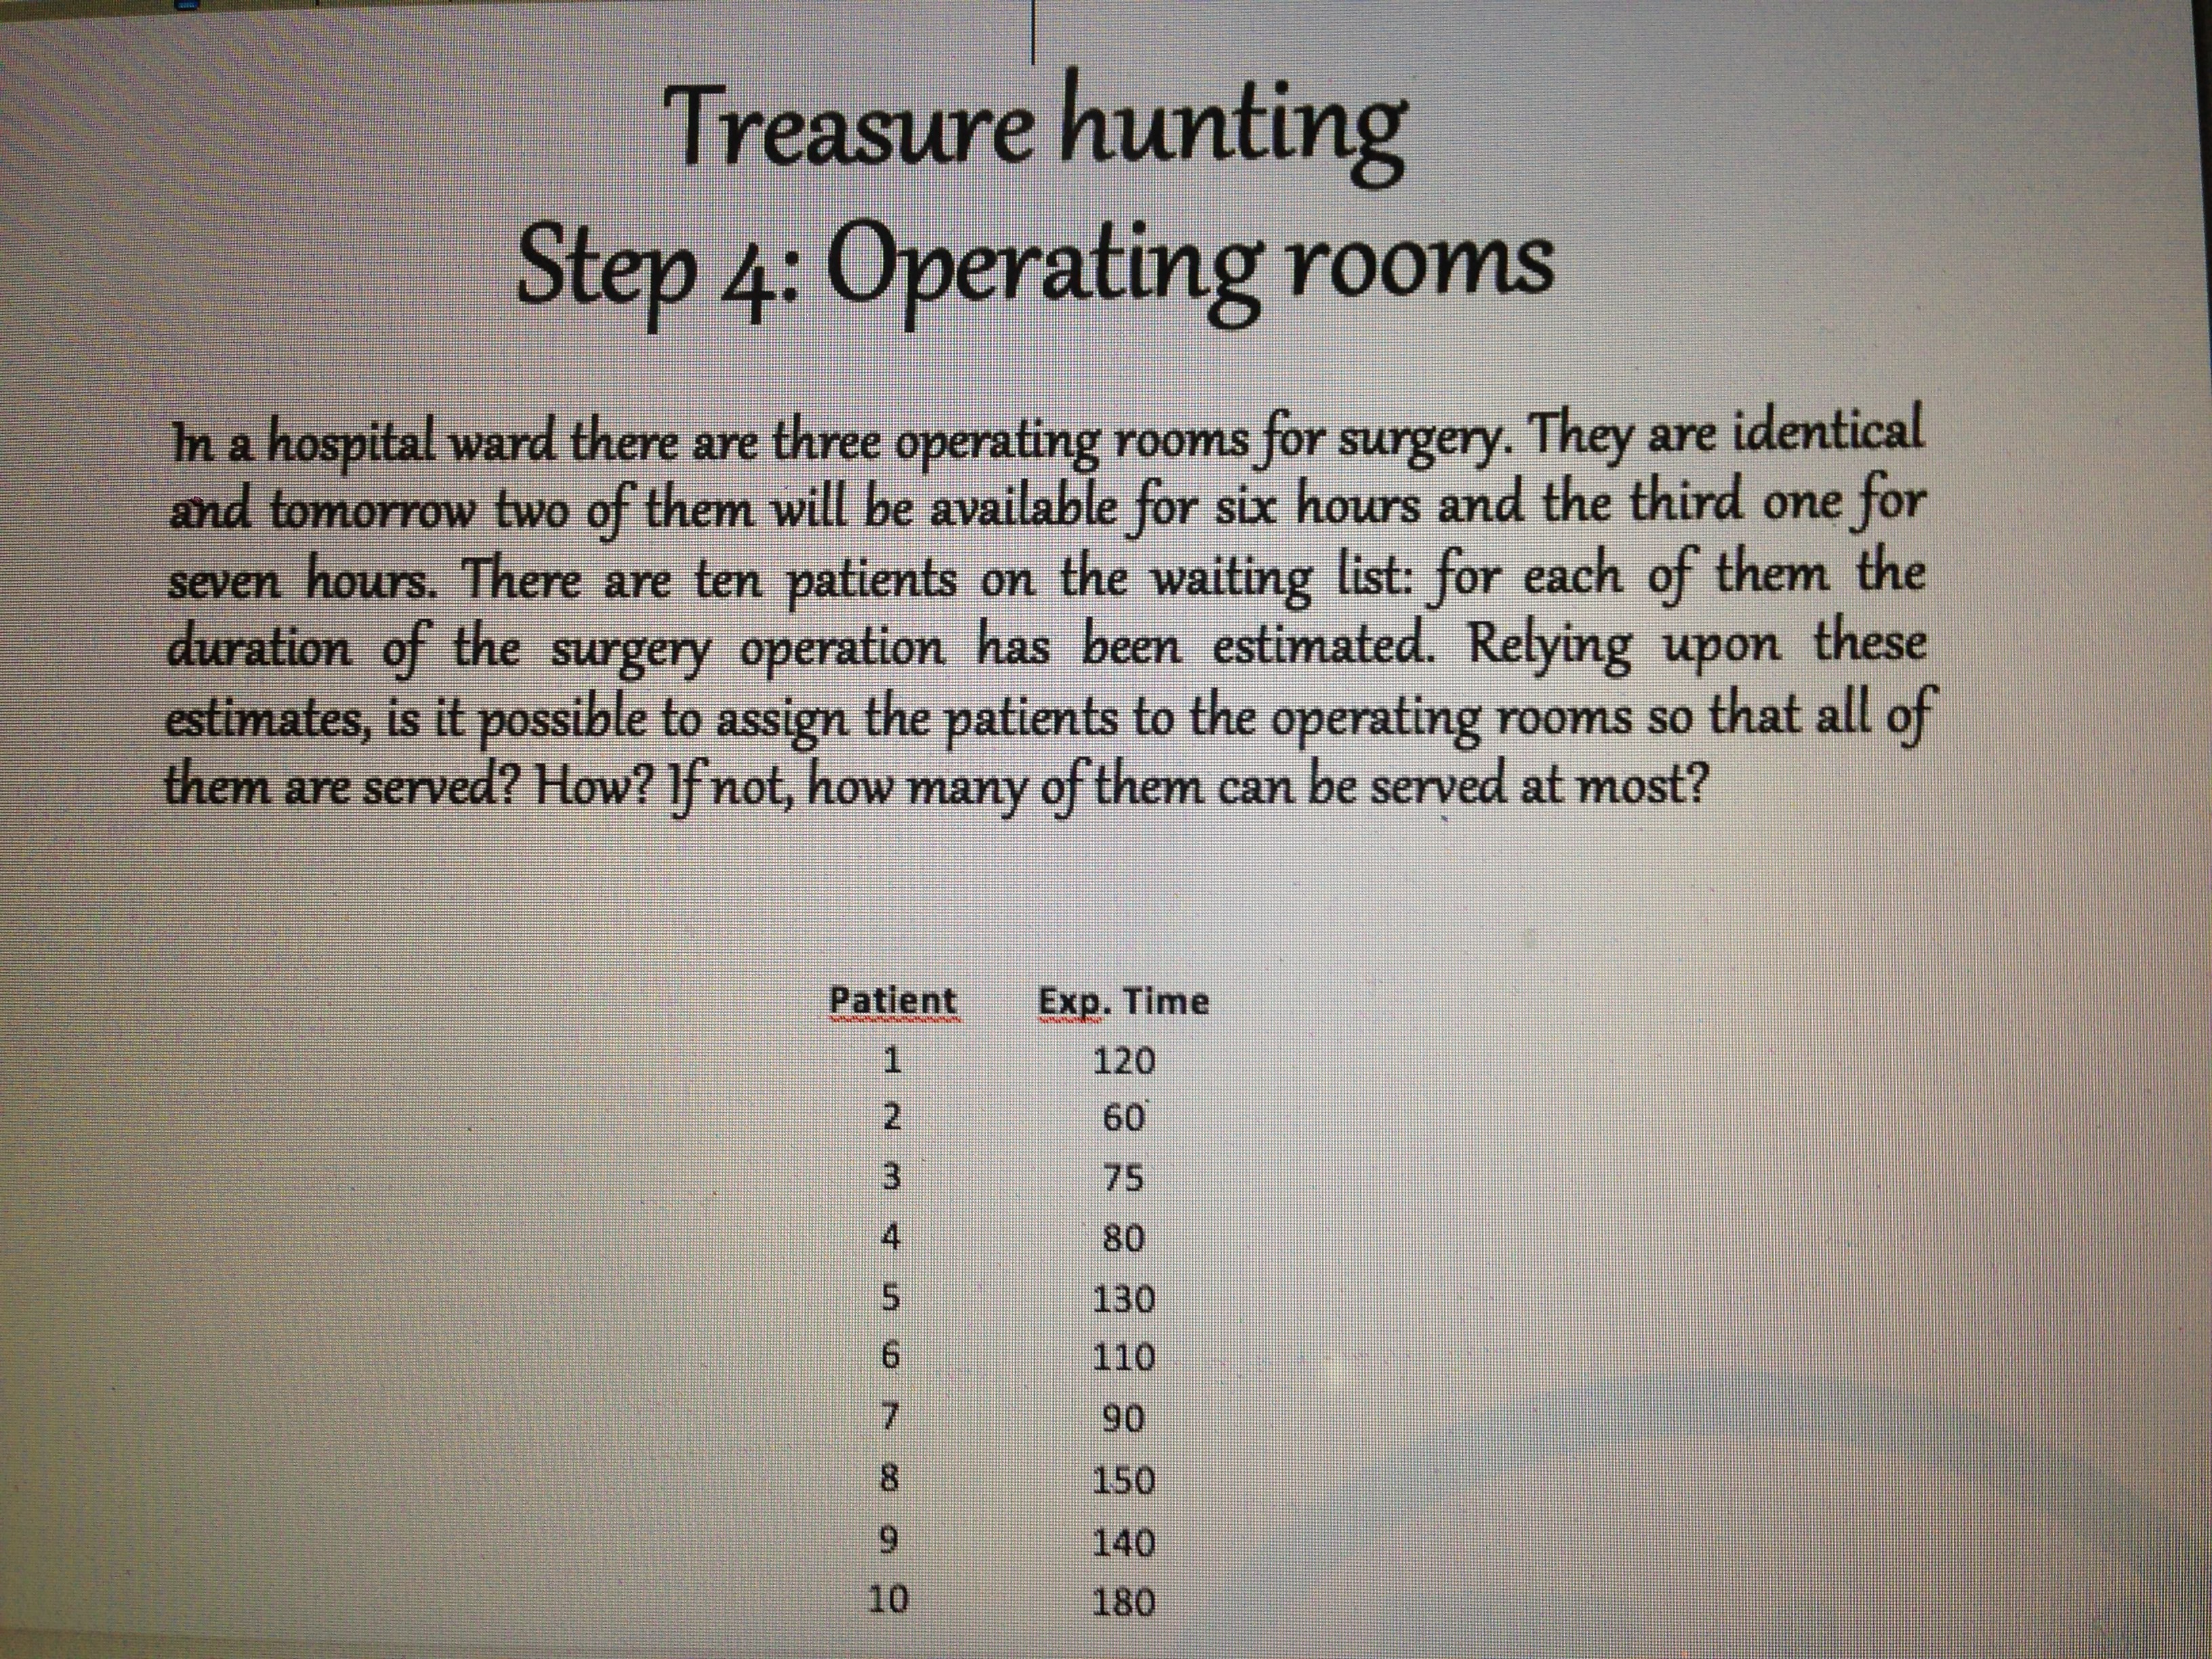 Treasure hunting
Step 4: Operating rooms
In a hospital ward there are three operating rooms for surgery. They are identical
and tomorrow two of them will be available for six hours and the third one for
seven hours. There are ten patients on the waiting list: for each of them the
duration of the surgery operation has been estimated. Relying upon these
estimates, is it possible to assign the patients to the operating rooms so that all of
them are served? How? If not, how many of them can be served at most?
Patient Exp. Time
1 120
2 60
3 75
4 80
5 130
6 110
7 90
8 150
9 140
10 180